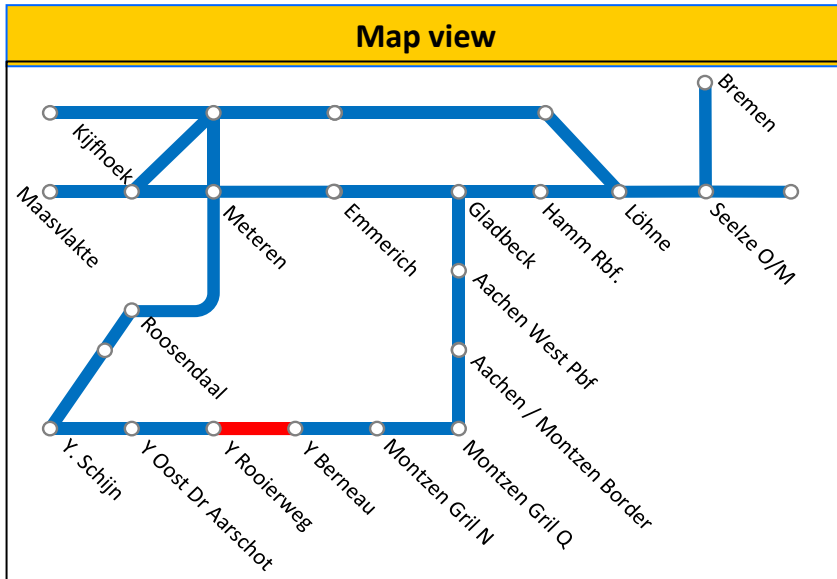 Map view
Bremen
Kijfhoek
Maasvlakte
Meteren
Emmerich
Gladbeck
Hamm Rbf.
Löhne
Seelze O/M
Aachen West Pbf
Roosendaal
Aachen / Montzen Border
Y. Schijn
Y Oost Dr Aarschot
Y Rooierweg
Y Berneau
Montzen Gril N
Montzen Gril Q